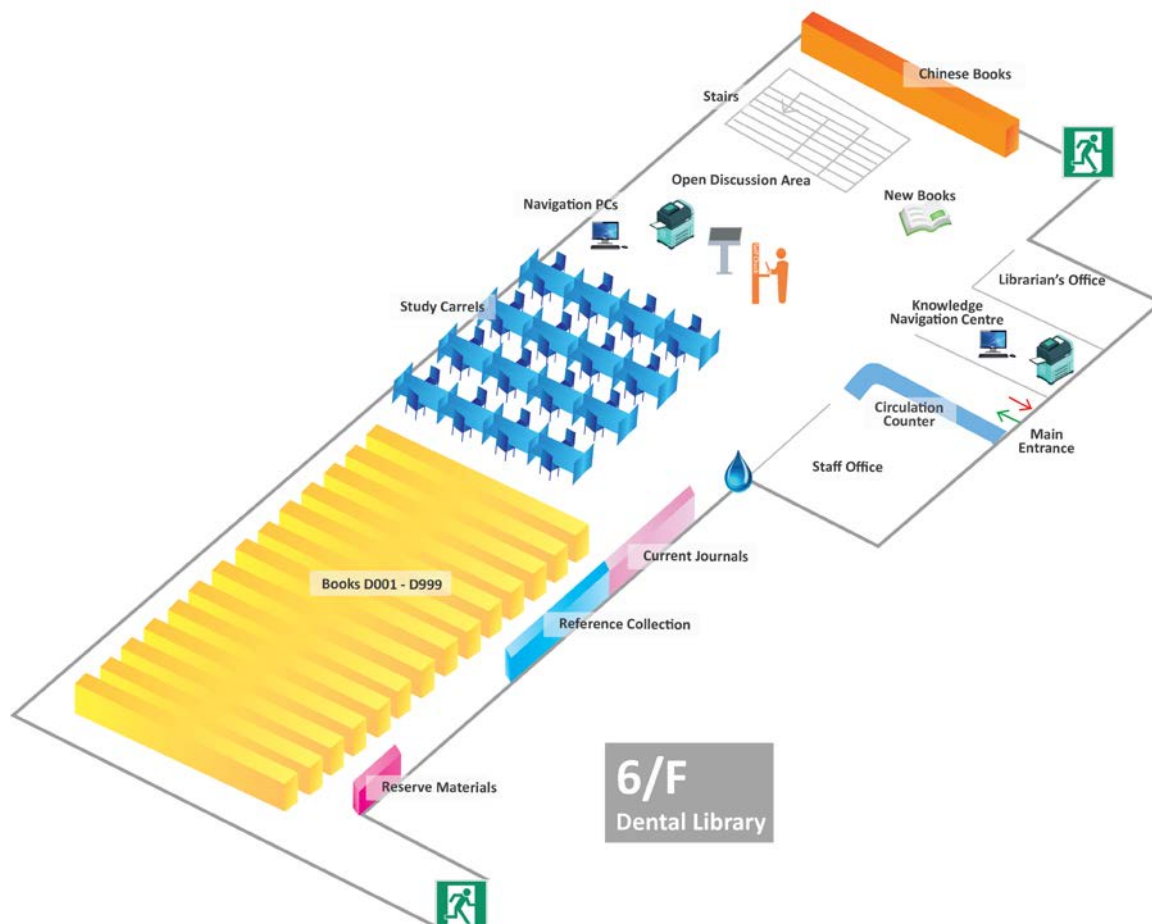 Chinese Books
Stairs
Open Discussion Area
Navigation PCs
New Books
Librarian's Office
Study Carrels
Knowledge
Navigation Centre
Circulation
Counter
Main
Entrance
Staff Office
Current Journals
Books D001 - D999
Reference Collection
Reserve Materials
6/F
Dental Library